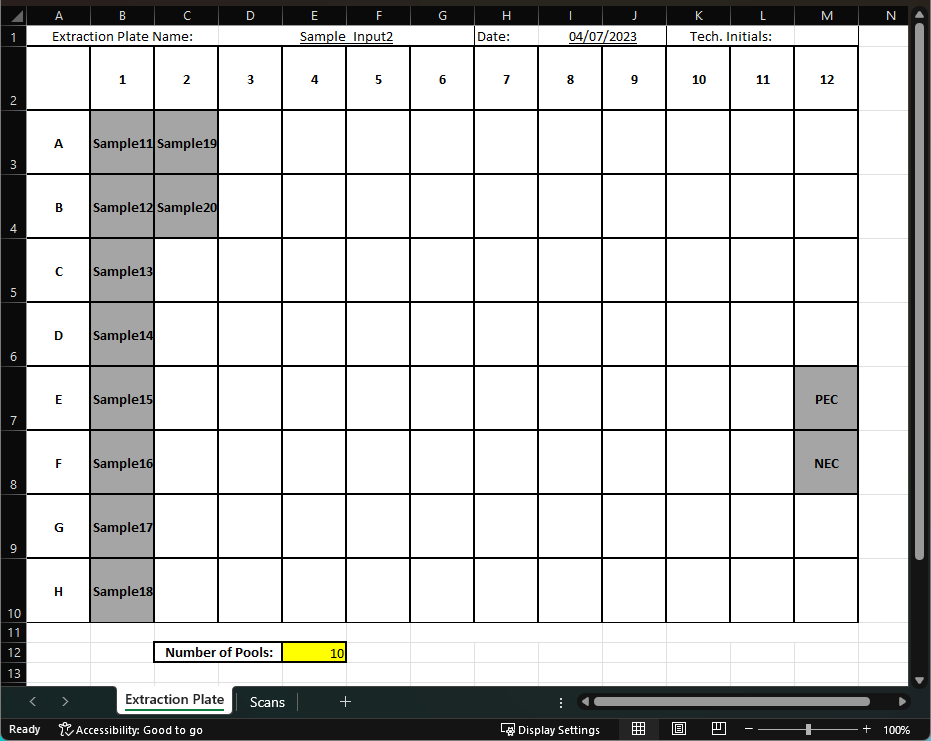 A B C D E F G H I J K L M N
1 Extraction Plate Name: Sample_Input2 Date: 04/07/2023 Tech. Initials:
2 1 2 3 4 5 6 7 8 9 10 11 12
3 A Sample11 Sample19
4 B Sample12 Sample20
5 C Sample13
6 D Sample14
7 E Sample15 PEC
8 F Sample16 NEC
9 G Sample17
10 H Sample18
11
12 Number of Pools: 10
13
Extraction Plate Scans
Ready Accessibility: Good to go Display Settings 100%